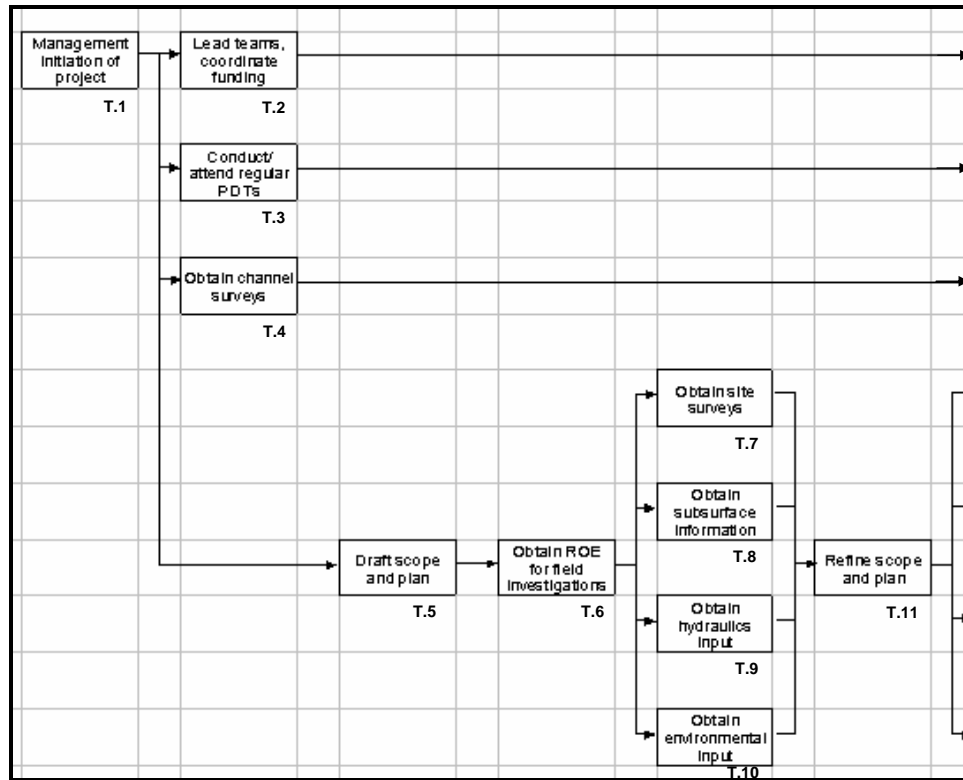 Management
initiation of
project
T.1
Lead teams,
coordinate
funding
T.2
Conduct/
attend regular
PDTs
T.3
Obtain channel
surveys
T.4
Draft scope
and plan
T.5
Obtain ROE
for field
investigations
T.6
Obtain site
surveys
T.7
Obtain
subsurface
information
T.8
Obtain
hydraulics
input
T.9
Obtain
environmental
input
T.10
Refine scope
and plan
T.11